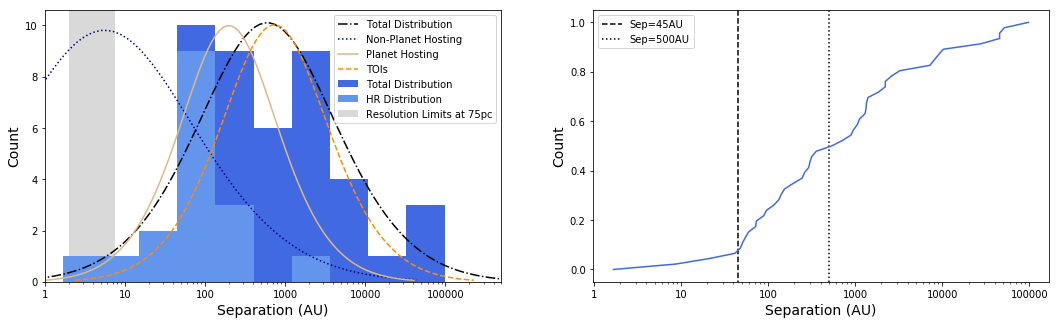 Total Distribution
Non-Planet Hosting
Planet Hosting
TOIs
Total Distribution
HR Distribution
Resolution Limits at 75pc
Count
10
8
6
4
2
0
1
10
100
1000
10000
100000
Separation (AU)
Sep=45AU
Sep=500AU
Count
1.0
0.8
0.6
0.4
0.2
0.0
1
10
100
1000
10000
100000
Separation (AU)